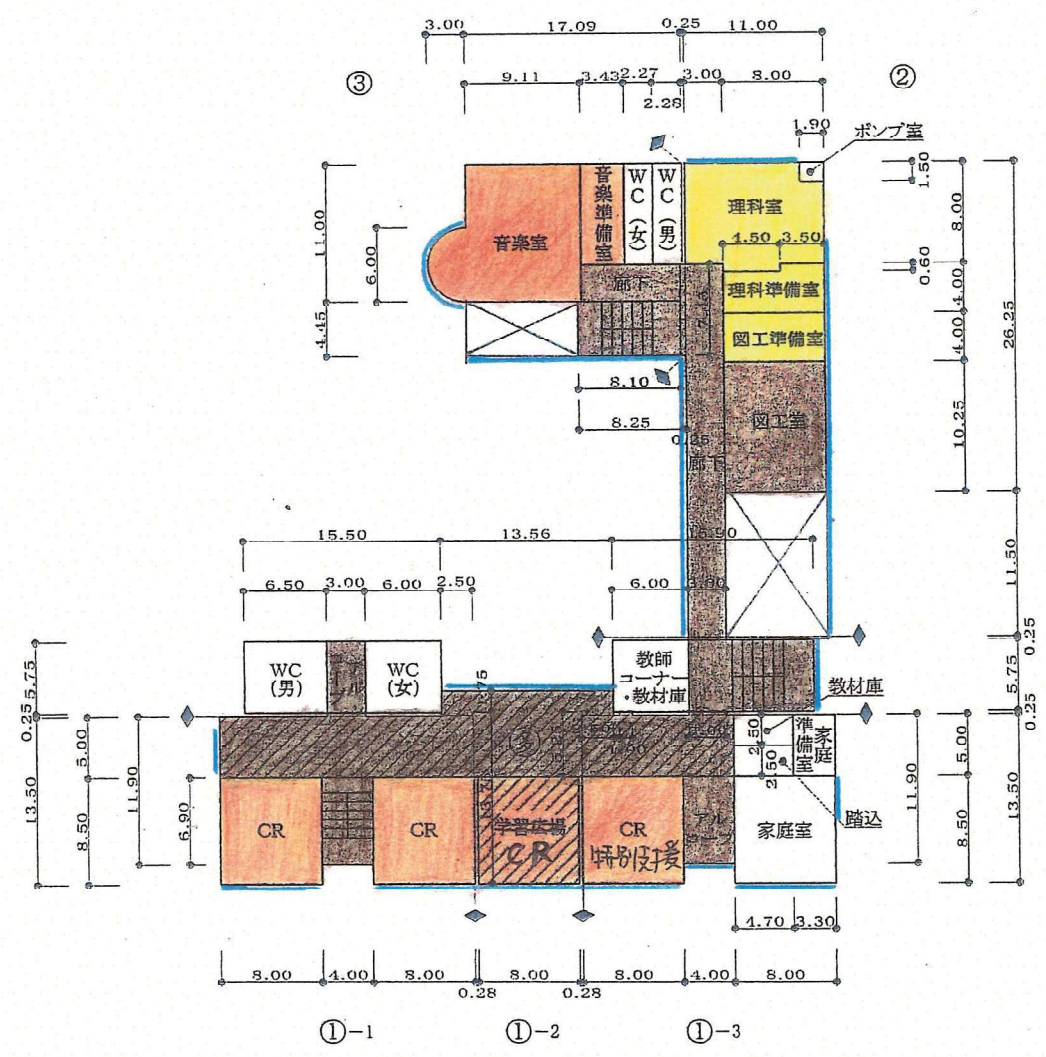 3.00 17.09 0.25 11.00
③ 9.11 3.43 2.27 3.00 8.00 ②
2.28
1.90 ポンプ室
1.50
音楽室
音楽準備室
WC(女)
WC(男)
理科室
4.50 3.50
11.00
6.00
4.45
8.00
0.60
4.00
4.00
26.25
10.25
廊下
理科準備室
図工準備室
8.10
8.25
0.25
図工室
廊下
15.50 13.56 15.90
6.50 3.00 6.00 2.50 6.00
11.50
0.25
5.75
0.25
WC
(男)
WC
(女)
教師
コーナー
・教材庫
教材庫
5.75
0.25
13.50
5.00
8.50
11.90
6.90
2.50
2.50
家庭
準備室
踏込
11.90
5.00
8.50
13.50
CR
CR
学習広場
CR
CR
特別支援
家庭室
4.70 3.30
8.00 4.00 8.00 8.00 8.00 4.00 8.00
0.28 0.28
①-1 ①-2 ①-3